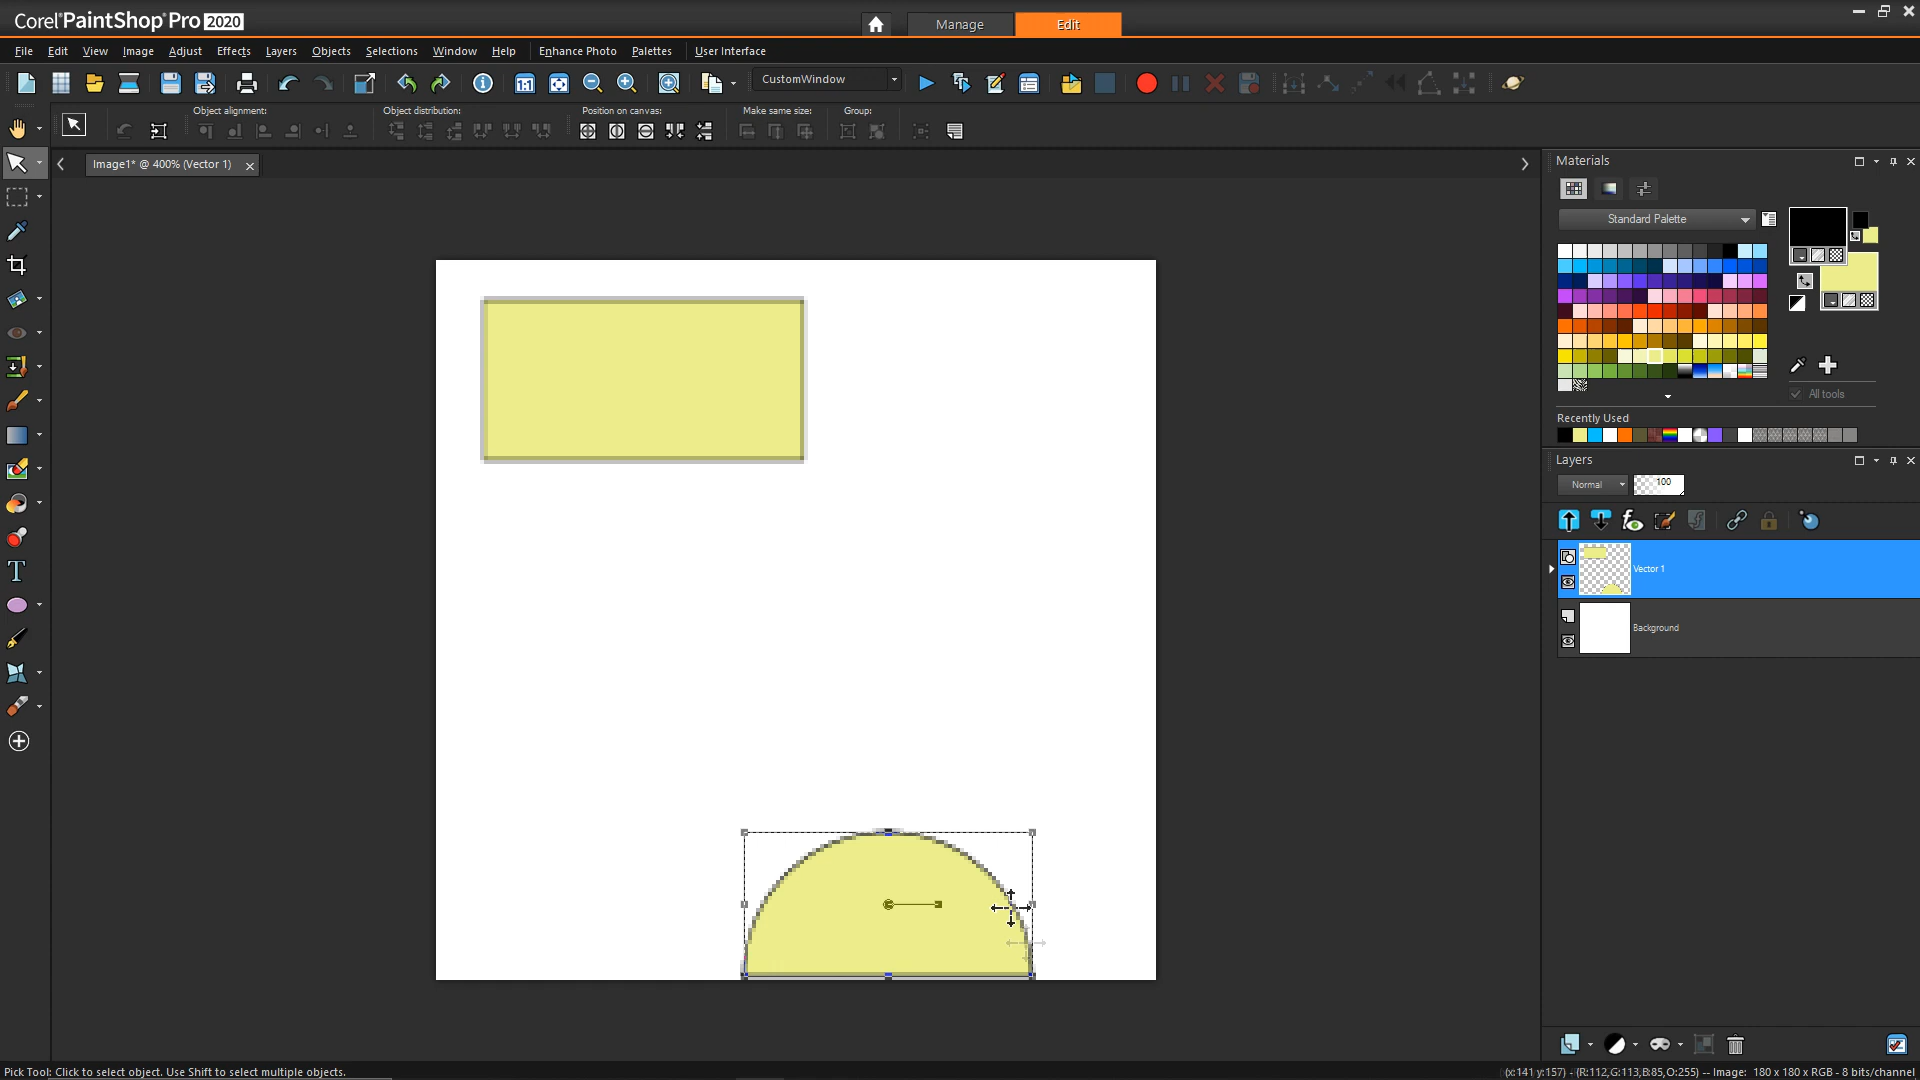 Corel PaintShop Pro 2020
Manage
Edit
File Edit View Image Adjust Effects Layers Objects Selections Window Help Enhance Photo Palettes User Interface
1:1
CustomWindow
Object alignment:
Object distribution:
Position on canvas:
Make same size:
Group:
Image1* @ 400% (Vector 1)
Materials
Standard Palette
All tools
Recently Used
Layers
Normal
100
Vector 1
Background
Pick Tool: Click to select object. Use Shift to select multiple objects.
(x:141 y:157) - (R:112,G:113,B:85,O:255) -- Image: 180 x 180 x RGB - 8 bits/channel